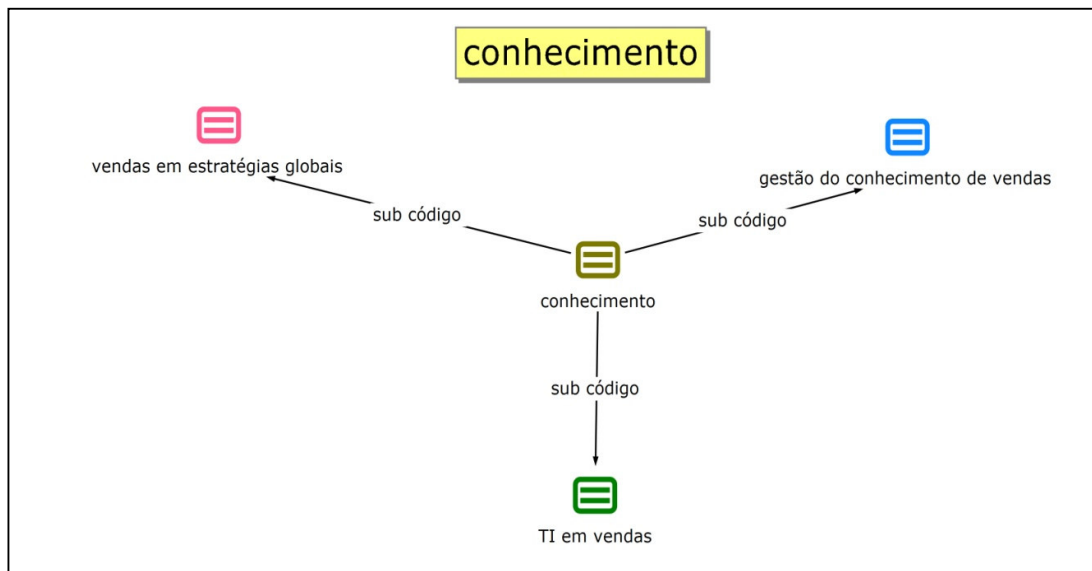 conhecimento
vendas em estratégias globais
gestão do conhecimento de vendas
sub código
sub código
conhecimento
sub código
TI em vendas